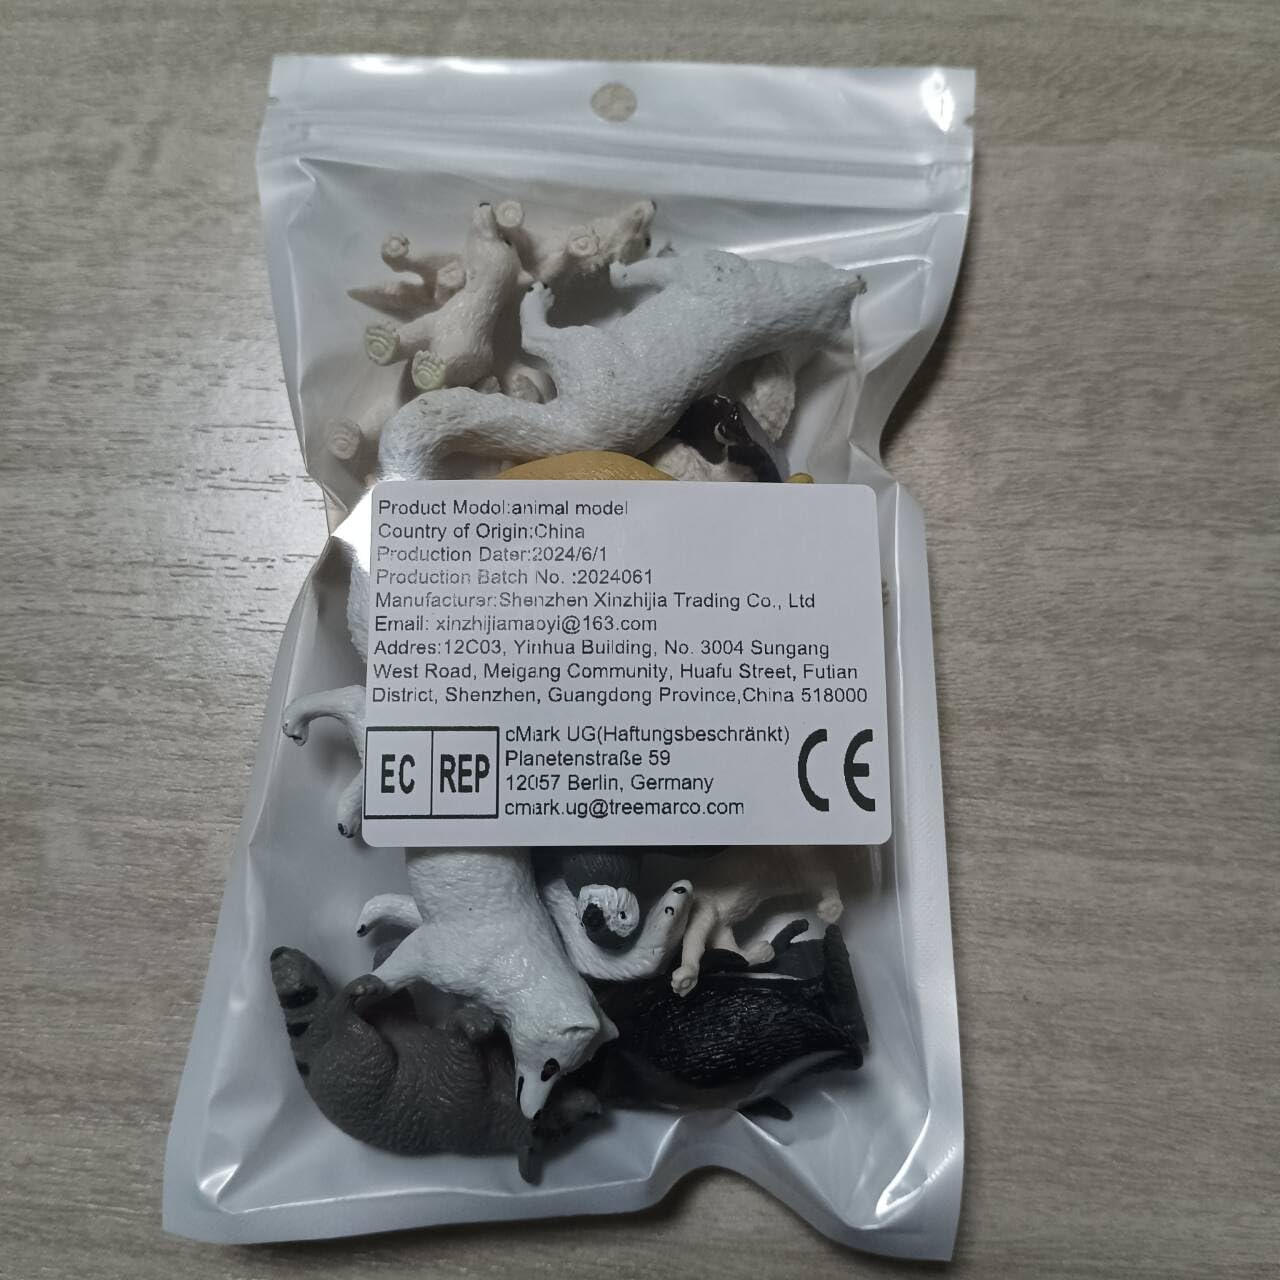 Product Modol:animal model
Country of Origin:China
Production Dater:2024/6/1
Production Batch No. :2024061
Manufacturer:Shenzhen Xinzhijia Trading Co., Ltd
Email: xinzhijiamaoyi@163.com
Addres:12C03, Yinhua Building, No. 3004 Sungang
West Road, Meigang Community, Huafu Street, Futian
District, Shenzhen, Guangdong Province,China 518000
cMark UG(Haftungsbeschränkt)
EC REP
Planetenstraße 59
12057 Berlin, Germany
cmark.ug@treemarco.com
CE